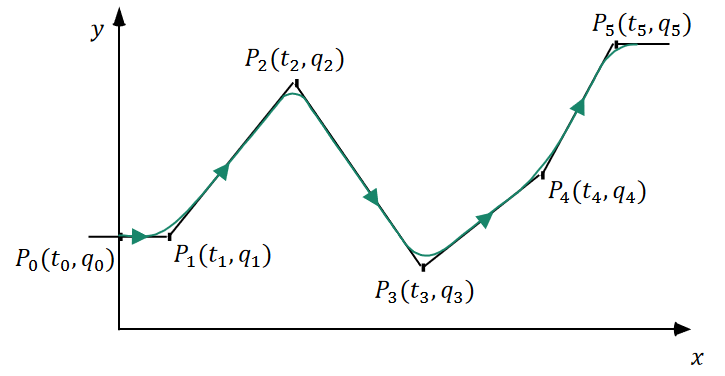 y
P₅(t₅, q₅)
P₂(t₂, q₂)
P₄(t₄, q₄)
P₀(t₀, q₀)
P₁(t₁, q₁)
P₃(t₃, q₃)
x